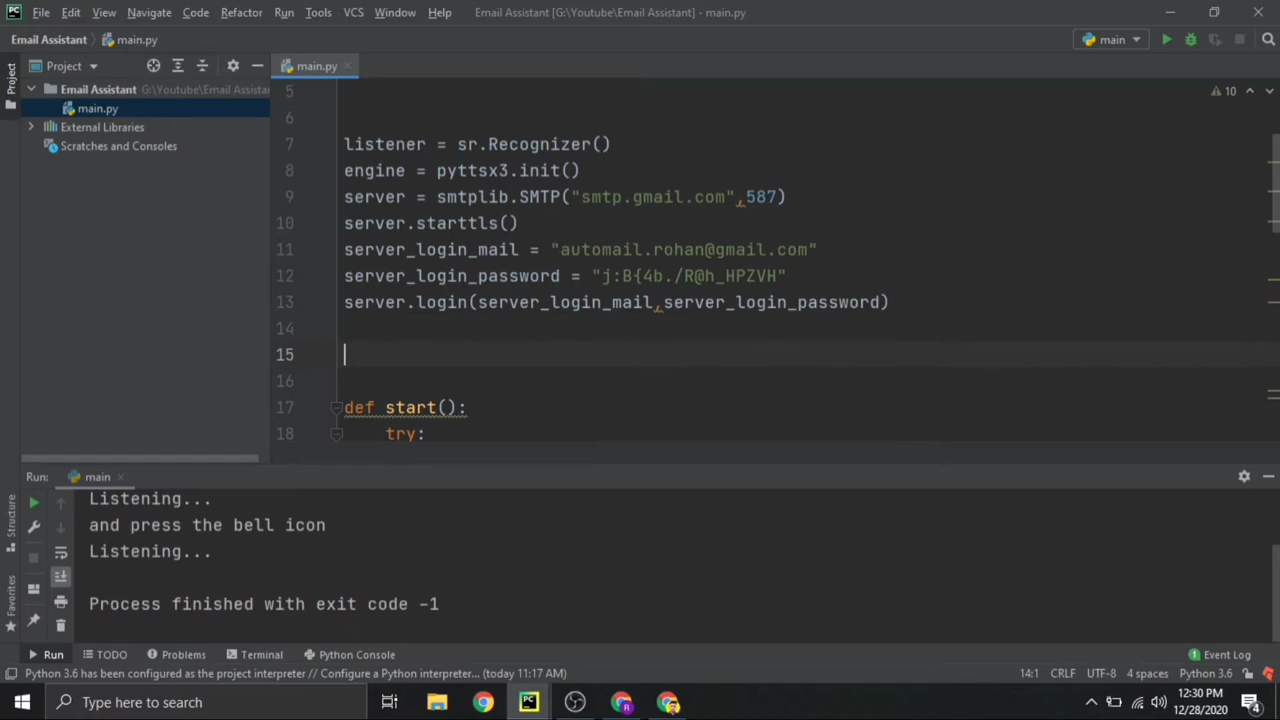 File Edit View Navigate Code Refactor Run Tools VCS Window Help Email Assistant [G:\Youtube\Email Assistant] - main.py
Email Assistant main.py main
Project main.py
Email Assistant G:\Youtube\Email Assistar
main.py
External Libraries
Scratches and Consoles
Project
10
5
6
7 listener = sr.Recognizer()
8 engine = pyttsx3.init()
9 server = smtplib.SMTP("smtp.gmail.com",587)
10 server.starttls()
11 server_login_mail = "automail.rohan@gmail.com"
12 server_login_password = "j:B{4b./R@h_HPZVH"
13 server.login(server_login_mail,server_login_password)
14
15
16
17 def start():
18 try:
Run: main
Listening...
and press the bell icon
Listening...
Process finished with exit code -1
Structure
Favorites
Run TODO Problems Terminal Python Console 1 Event Log
Python 3.6 has been configured as the project interpreter // Configure a Python interpreter... (today 11:17 AM) 14:1 CRLF UTF-8 4 spaces Python 3.6
Type here to search
12:30 PM
12/28/2020
4